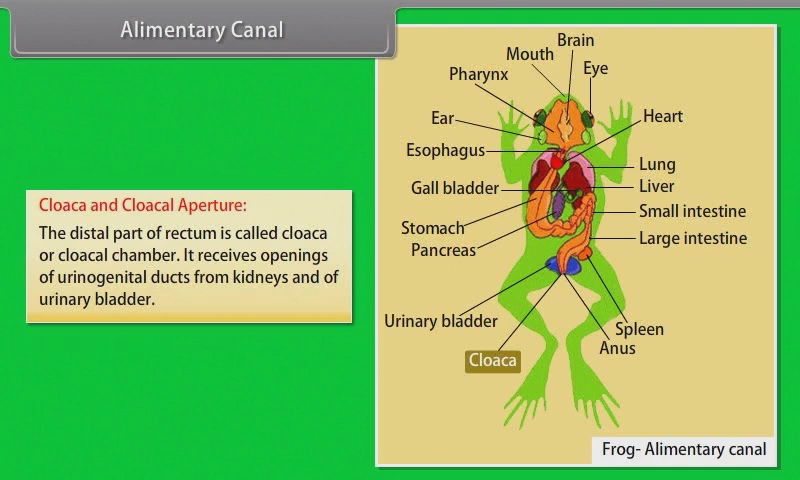 Alimentary Canal
Cloaca and Cloacal Aperture:
The distal part of rectum is called cloaca
or cloacal chamber. It receives openings
of urinogenital ducts from kidneys and of
urinary bladder.
Brain
Mouth
Eye
Pharynx
Ear
Heart
Esophagus
Lung
Gall bladder
Liver
Stomach
Small intestine
Pancreas
Large intestine
Urinary bladder
Spleen
Anus
Cloaca
Frog- Alimentary canal